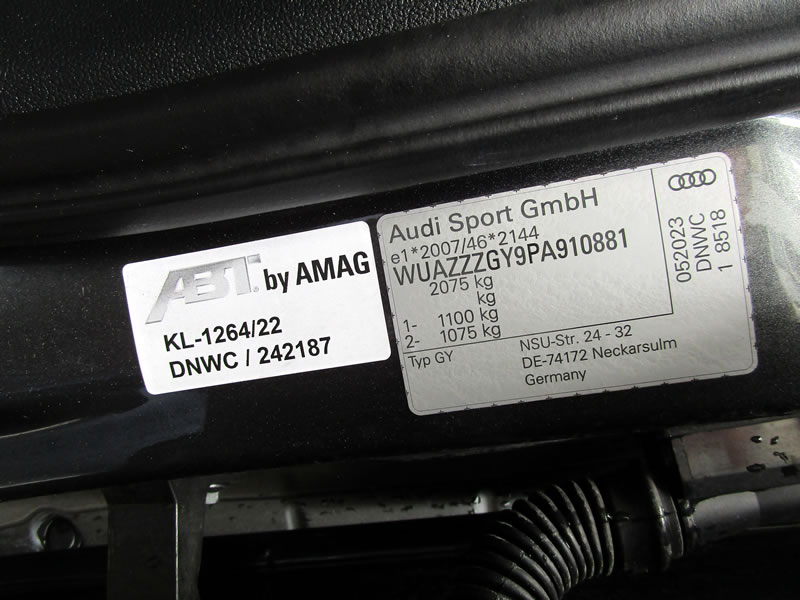 ABT by AMAG
KL-1264/22
DNWC / 242187
Audi Sport GmbH
e1*2007/46*2144
WUAZZZGY9PA910881
2075 kg
kg
1- 1100 kg
2- 1075 kg
Typ GY
NSU-Str. 24 - 32
DE-74172 Neckarsulm
Germany
052023
DNWC
1 8518